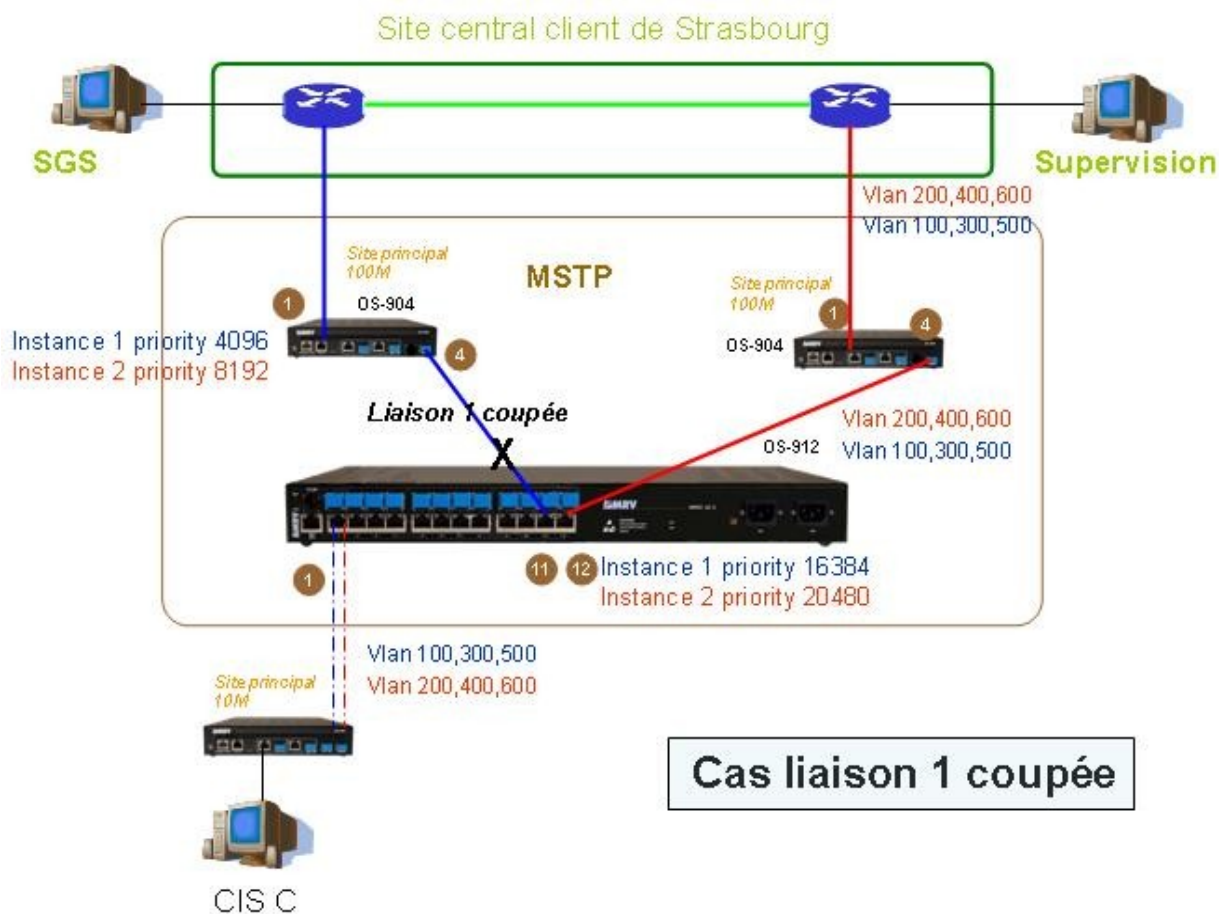 Site central client de Strasbourg
SGS
Supervision
Vlan 200,400,600
Vlan 100,300,500
Site principal
100M
MSTP
Site principal
100M
1
OS-904
1
4
OS-904
Instance 1 priority 4096
Instance 2 priority 8192
4
Liaison 1 coupée
X
Vlan 200,400,600
Vlan 100,300,500
OS-912
1
11
12
Instance 1 priority 16384
Instance 2 priority 20480
Vlan 100,300,500
Vlan 200,400,600
Site principal
10M
Cas liaison 1 coupée
CIS C